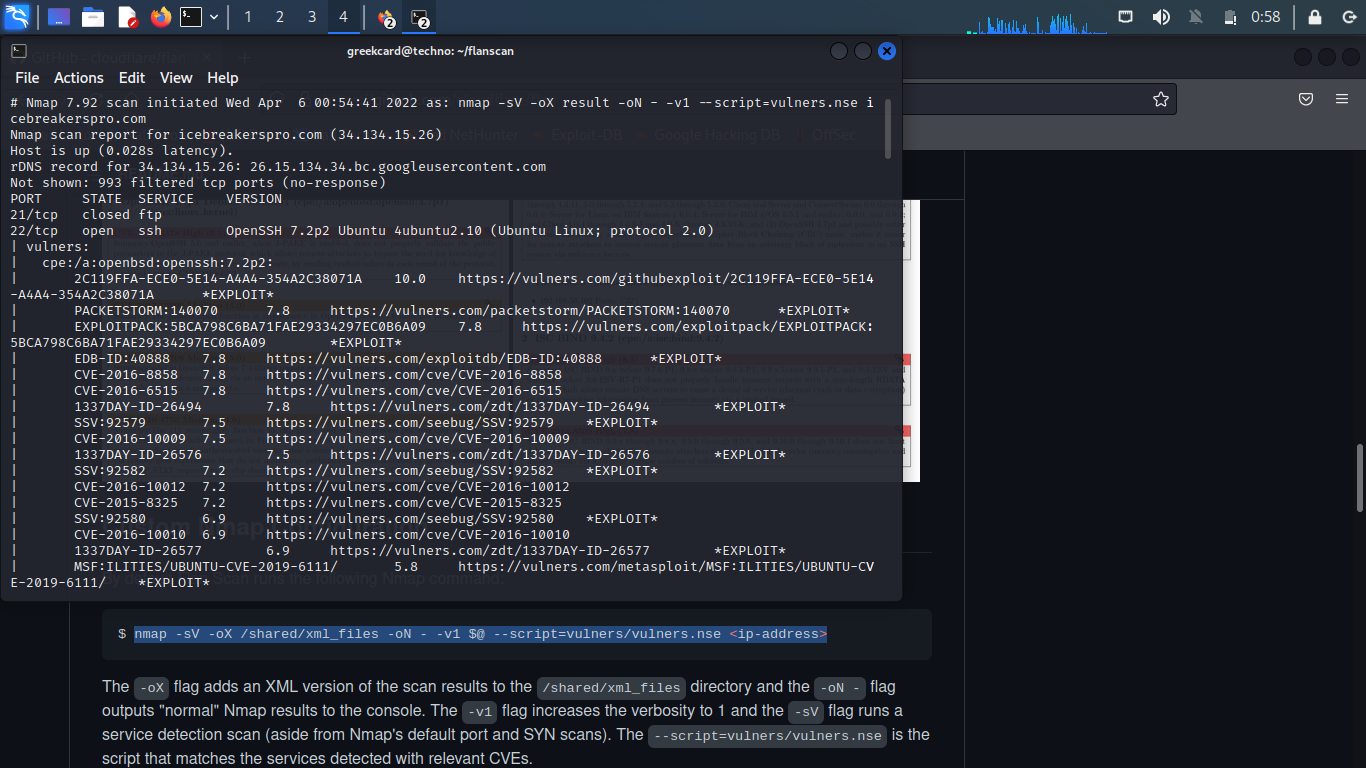 1 2 3 4 2 2 0:58
greekcard@techno: ~/flanscan
File Actions Edit View Help
# Nmap 7.92 scan initiated Wed Apr  6 00:54:41 2022 as: nmap -sV -oX result -oN - -v1 --script=vulners.nse i
cebreakerspro.com
Nmap scan report for icebreakerspro.com (34.134.15.26)
Host is up (0.028s latency).
rDNS record for 34.134.15.26: 26.15.134.34.bc.googleusercontent.com
Not shown: 993 filtered tcp ports (no-response)
PORT     STATE  SERVICE    VERSION
21/tcp   closed ftp
22/tcp   open   ssh        OpenSSH 7.2p2 Ubuntu 4ubuntu2.10 (Ubuntu Linux; protocol 2.0)
| vulners:
|   cpe:/a:openbsd:openssh:7.2p2:
|       2C119FFA-ECE0-5E14-A4A4-354A2C38071A    10.0    https://vulners.com/githubexploit/2C119FFA-ECE0-5E14
-A4A4-354A2C38071A      *EXPLOIT*
|       PACKETSTORM:140070      7.8     https://vulners.com/packetstorm/PACKETSTORM:140070      *EXPLOIT*
|       EXPLOITPACK:5BCA798C6BA71FAE29334297EC0B6A09    7.8     https://vulners.com/exploitpack/EXPLOITPACK:
5BCA798C6BA71FAE29334297EC0B6A09        *EXPLOIT*
|       EDB-ID:40888    7.8     https://vulners.com/exploitdb/EDB-ID:40888      *EXPLOIT*
|       CVE-2016-8858   7.8     https://vulners.com/cve/CVE-2016-8858
|       CVE-2016-6515   7.8     https://vulners.com/cve/CVE-2016-6515
|       1337DAY-ID-26494        7.8     https://vulners.com/zdt/1337DAY-ID-26494        *EXPLOIT*
|       SSV:92579       7.5     https://vulners.com/seebug/SSV:92579    *EXPLOIT*
|       CVE-2016-10009  7.5     https://vulners.com/cve/CVE-2016-10009
|       1337DAY-ID-26576        7.5     https://vulners.com/zdt/1337DAY-ID-26576        *EXPLOIT*
|       SSV:92582       7.2     https://vulners.com/seebug/SSV:92582    *EXPLOIT*
|       CVE-2016-10012  7.2     https://vulners.com/cve/CVE-2016-10012
|       CVE-2015-8325   7.2     https://vulners.com/cve/CVE-2015-8325
|       SSV:92580       6.9     https://vulners.com/seebug/SSV:92580    *EXPLOIT*
|       CVE-2016-10010  6.9     https://vulners.com/cve/CVE-2016-10010
|       1337DAY-ID-26577        6.9     https://vulners.com/zdt/1337DAY-ID-26577        *EXPLOIT*
|       MSF:ILITIES/UBUNTU-CVE-2019-6111/       5.8     https://vulners.com/metasploit/MSF:ILITIES/UBUNTU-CV
E-2019-6111/    *EXPLOIT*
$ nmap -sV -oX /shared/xml_files -oN - -v1 $@ --script=vulners/vulners.nse <ip-address>
The -oX flag adds an XML version of the scan results to the /shared/xml_files directory and the -oN - flag
outputs "normal" Nmap results to the console. The -v1 flag increases the verbosity to 1 and the -sV flag runs a
service detection scan (aside from Nmap's default port and SYN scans). The --script=vulners/vulners.nse is the
script that matches the services detected with relevant CVEs.